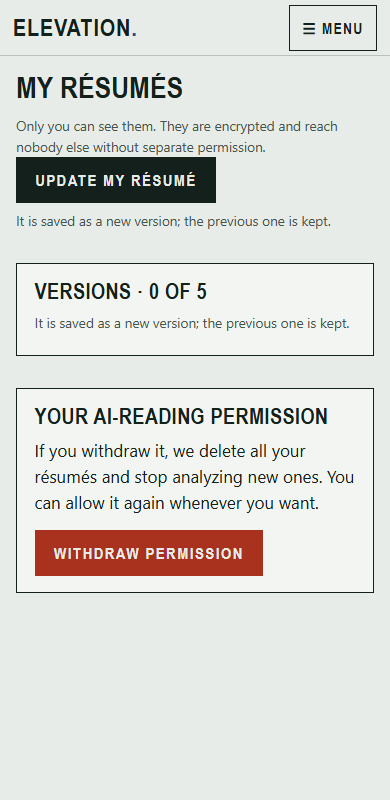 ELEVATION.
☰ MENU
MY RÉSUMÉS
Only you can see them. They are encrypted and reach
nobody else without separate permission.
UPDATE MY RÉSUMÉ
It is saved as a new version; the previous one is kept.
VERSIONS · 0 OF 5
It is saved as a new version; the previous one is kept.
YOUR AI-READING PERMISSION
If you withdraw it, we delete all your
résumés and stop analyzing new ones. You
can allow it again whenever you want.
WITHDRAW PERMISSION